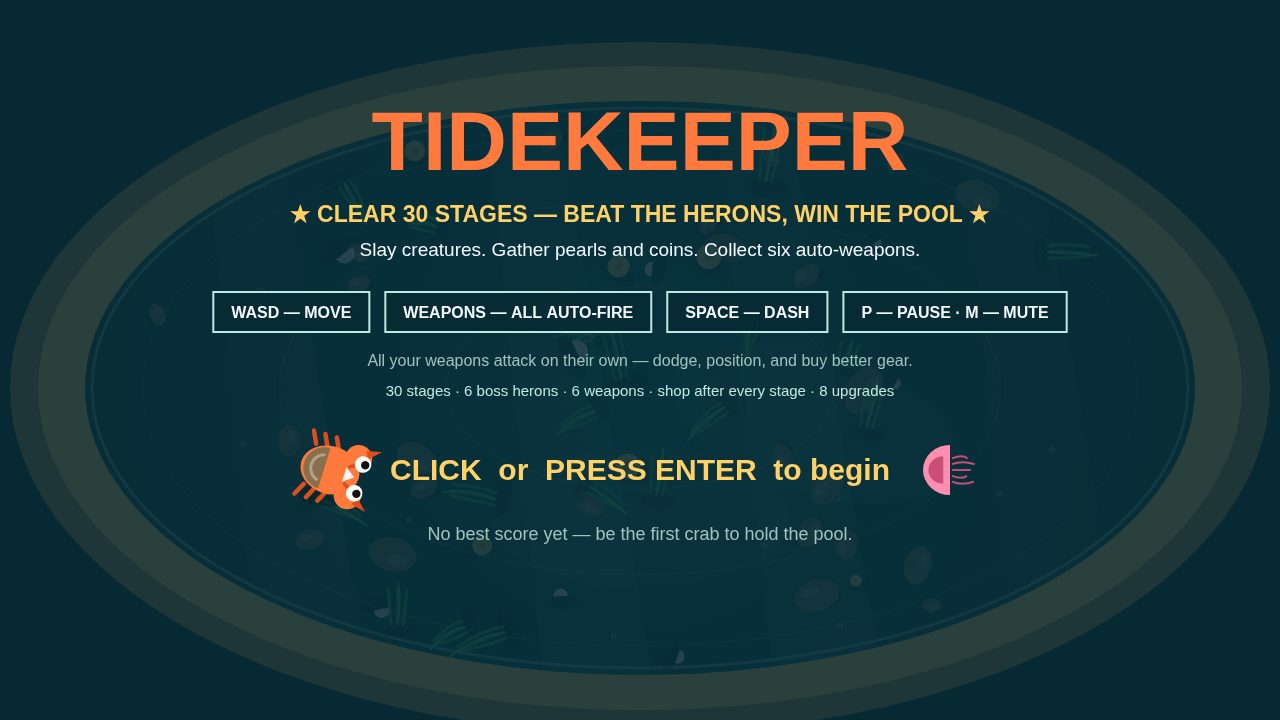 TIDEKEEPER
★ CLEAR 30 STAGES — BEAT THE HERONS, WIN THE POOL ★
Slay creatures. Gather pearls and coins. Collect six auto-weapons.
WASD — MOVE WEAPONS — ALL AUTO-FIRE SPACE — DASH P — PAUSE · M — MUTE
All your weapons attack on their own — dodge, position, and buy better gear.
30 stages · 6 boss herons · 6 weapons · shop after every stage · 8 upgrades
CLICK or PRESS ENTER to begin
No best score yet — be the first crab to hold the pool.